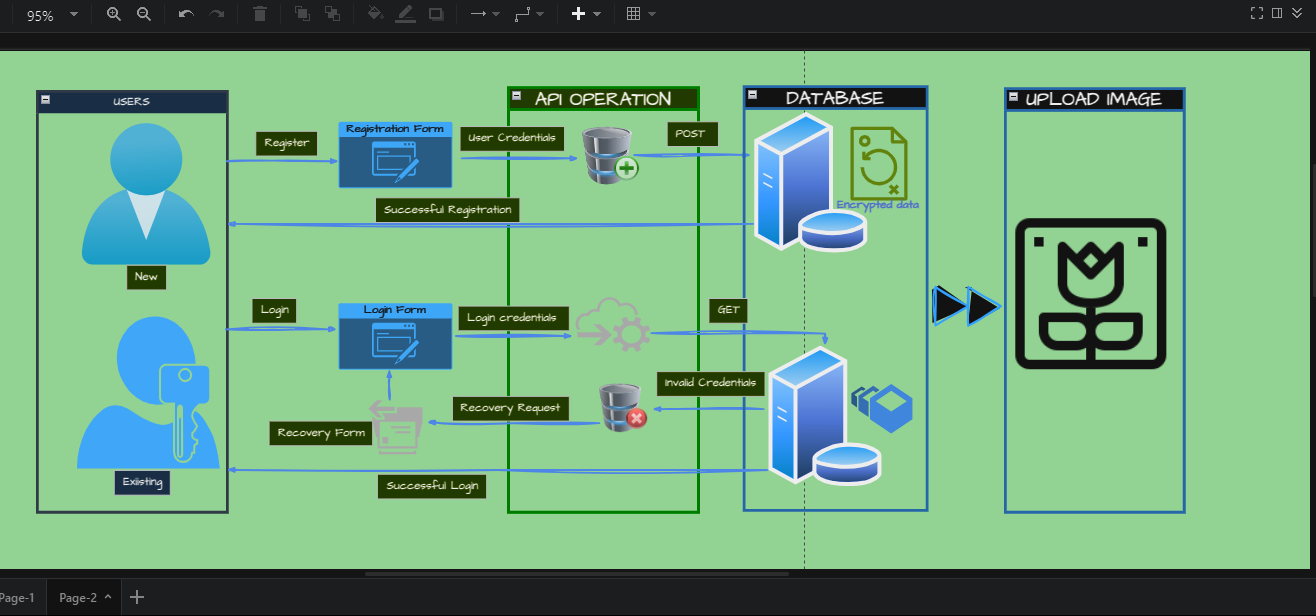 95%
USERS
API OPERATION
DATABASE
UPLOAD IMAGE
Register
Registration Form
User Credentials
POST
Encrypted data
Successful Registration
New
Login
Login Form
Login credentials
GET
Invalid Credentials
Recovery Request
Recovery Form
Exiisting
Successful Login
Page-1
Page-2